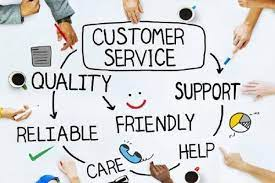 CUSTOMER
SERVICE
QUALITY
SUPPORT
RELIABLE
FRIENDLY
CARE
HELP